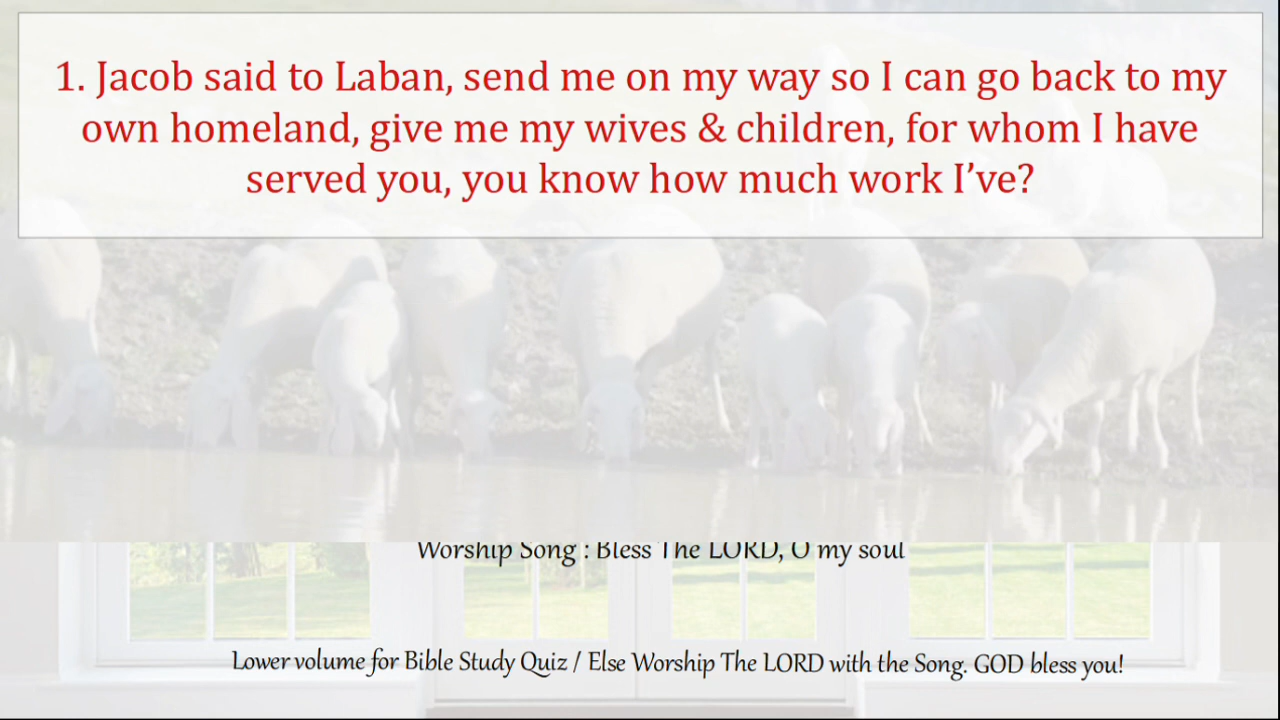 1. Jacob said to Laban, send me on my way so I can go back to my
own homeland, give me my wives & children, for whom I have
served you, you know how much work I’ve?
Worship Song : Bless The LORD, O my soul
Lower volume for Bible Study Quiz / Else Worship The LORD with the Song. GOD bless you!